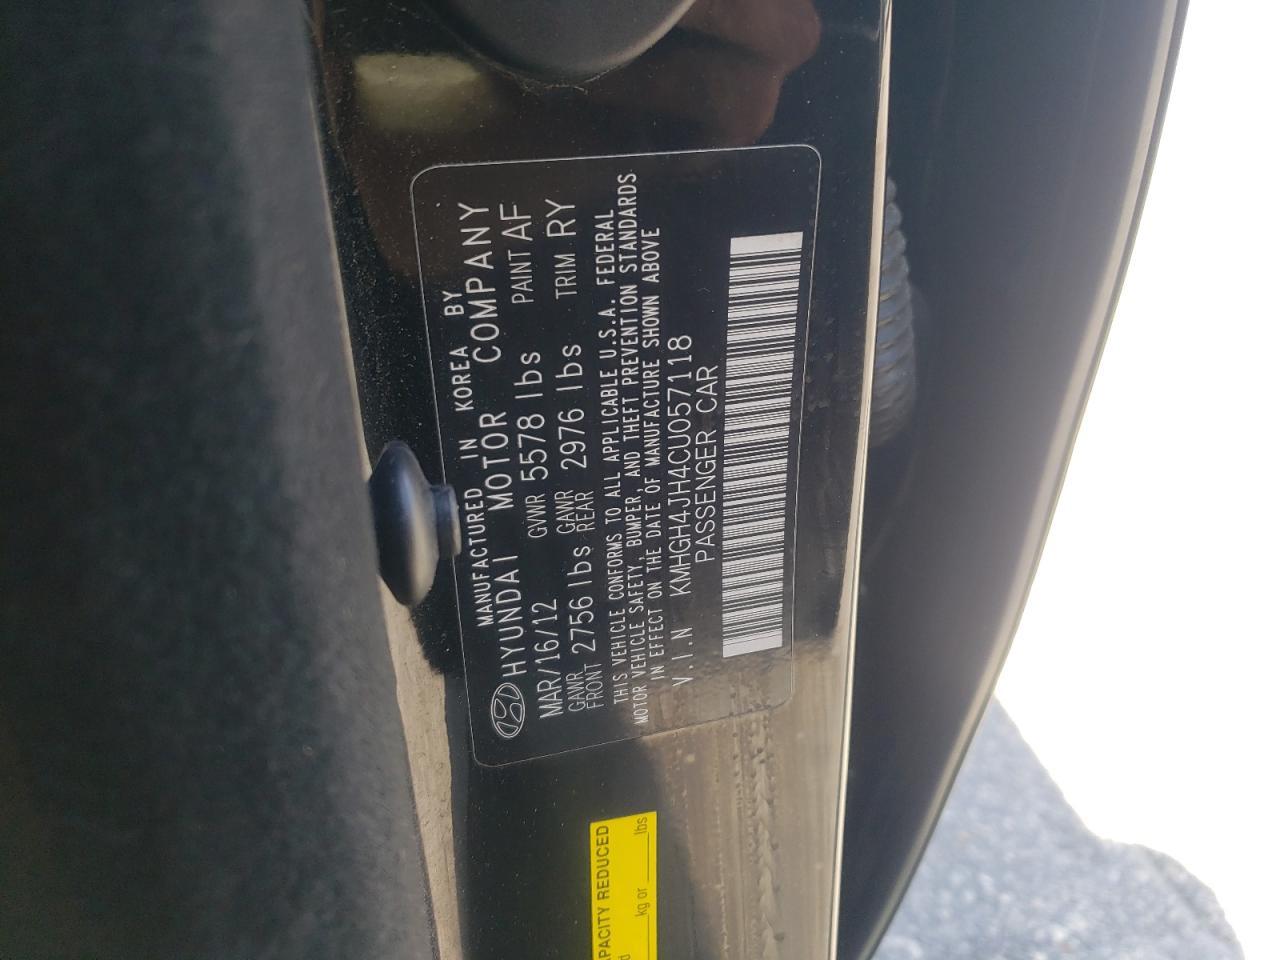 MANUFACTURED IN KOREA BY
HYUNDAI MOTOR COMPANY
MAR/16/12 GVWR 5578 lbs PAINT AF
GAWR FRONT 2756 lbs GAWR REAR 2976 lbs TRIM RY
THIS VEHICLE CONFORMS TO ALL APPLICABLE U.S.A. FEDERAL
MOTOR VEHICLE SAFETY, BUMPER, AND THEFT PREVENTION STANDARDS
IN EFFECT ON THE DATE OF MANUFACTURE SHOWN ABOVE
V.I.N KMHGH4JH4CU057118
PASSENGER CAR
APACITY REDUCED
kg or lbs